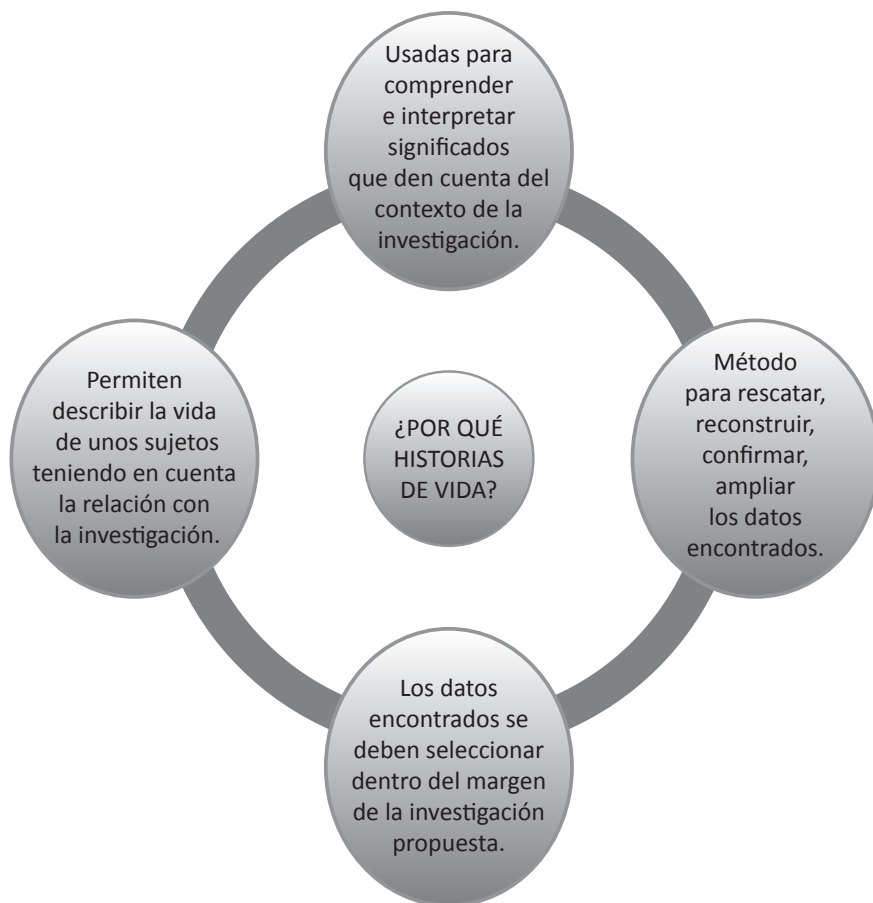 Usadas para
comprender
e interpretar
significados
que den cuenta del
contexto de la
investigación.
Permiten
describir la vida
de unos sujetos
teniendo en cuenta
la relación con
la investigación.
¿POR QUÉ
HISTORIAS
DE VIDA?
Método
para rescatar,
reconstruir,
confirmar,
ampliar
los datos
encontrados.
Los datos
encontrados se
deben seleccionar
dentro del margen
de la investigación
propuesta.